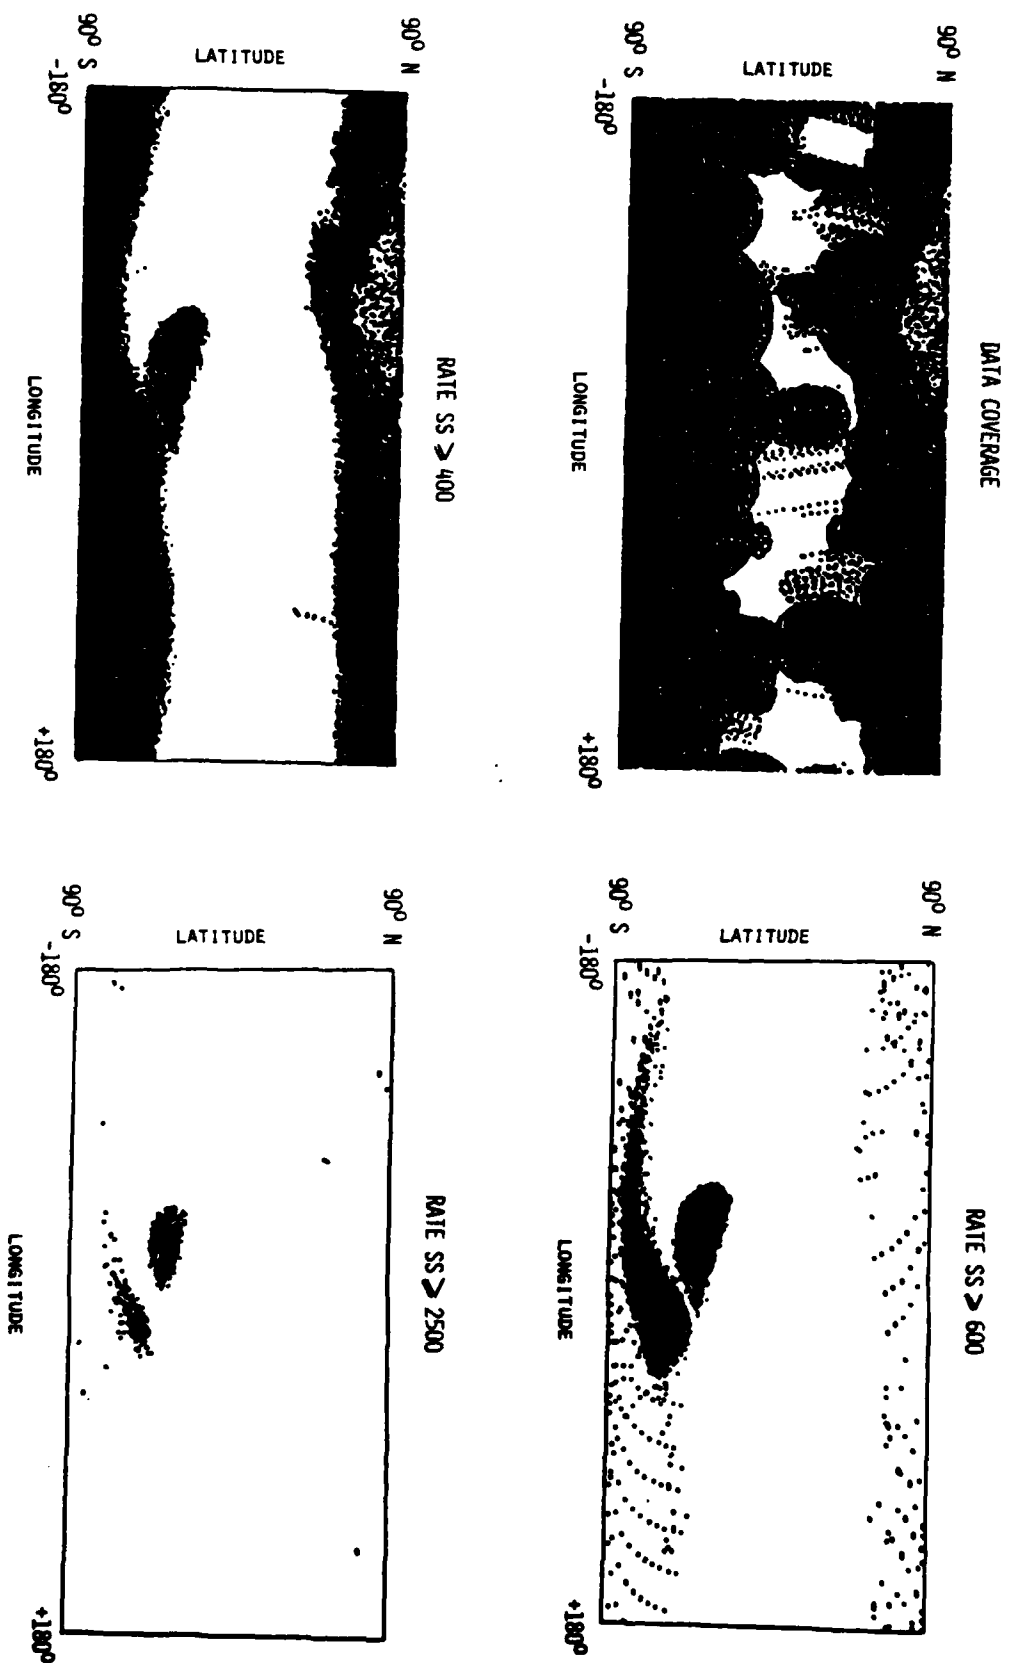 DATA COVERAGE
90° N
LATITUDE
90° S
-180°
LONGITUDE
+180°
RATE SS > 600
90° N
LATITUDE
90° S
-180°
LONGITUDE
+180°
RATE SS > 400
90° N
LATITUDE
90° S
-180°
LONGITUDE
+180°
RATE SS > 2500
90° N
LATITUDE
90° S
-180°
LONGITUDE
+180°